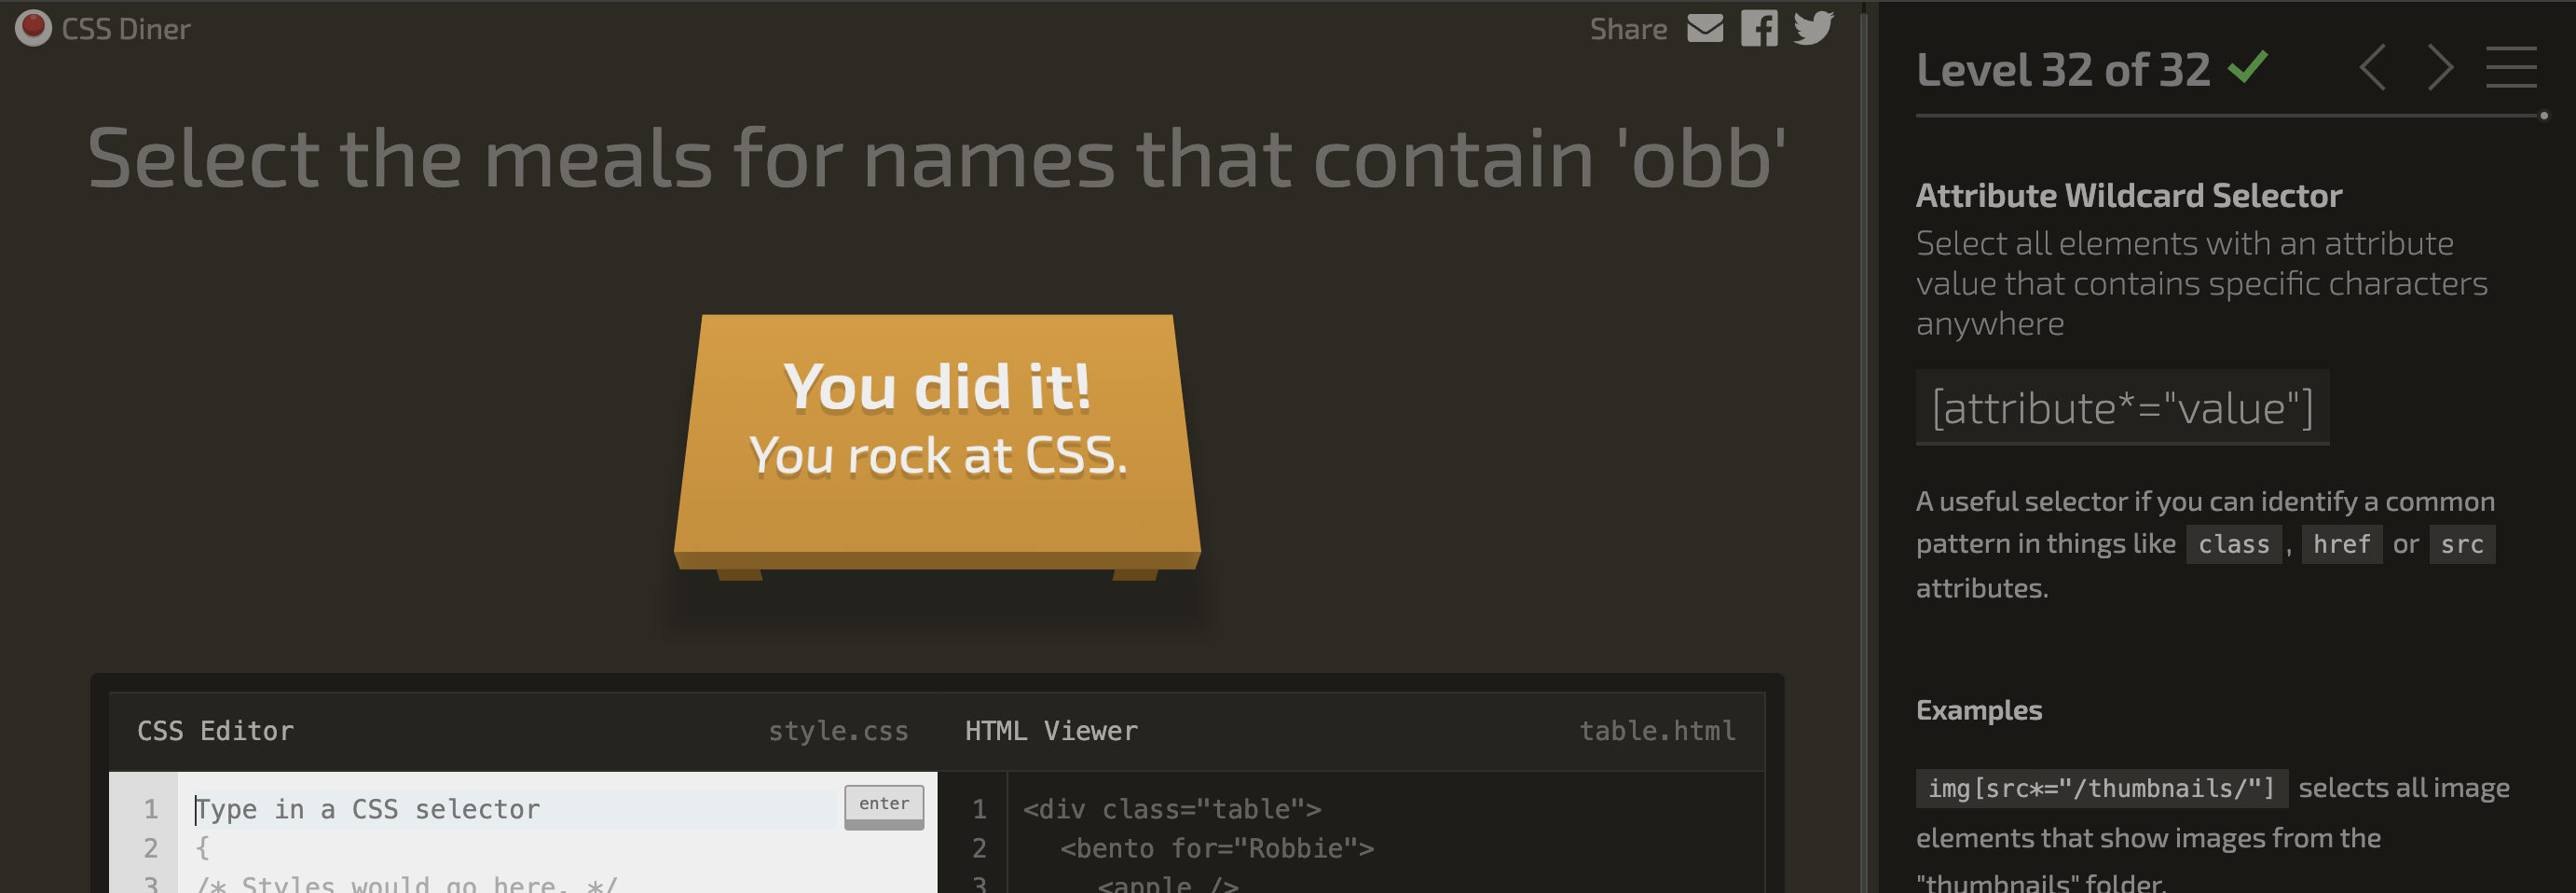 CSS Diner
Share
Select the meals for names that contain 'obb'
You did it!
You rock at CSS.
CSS Editor
style.css
1 Type in a CSS selector
enter
2 {
3 /* Styles would go here. */
HTML Viewer
table.html
1 <div class="table">
2 <bento for="Robbie">
3 <apple />
Level 32 of 32
Attribute Wildcard Selector
Select all elements with an attribute
value that contains specific characters
anywhere
[attribute*="value"]
A useful selector if you can identify a common
pattern in things like class , href or src
attributes.
Examples
img[src*="/thumbnails/"] selects all image
elements that show images from the
"thumbnails" folder.